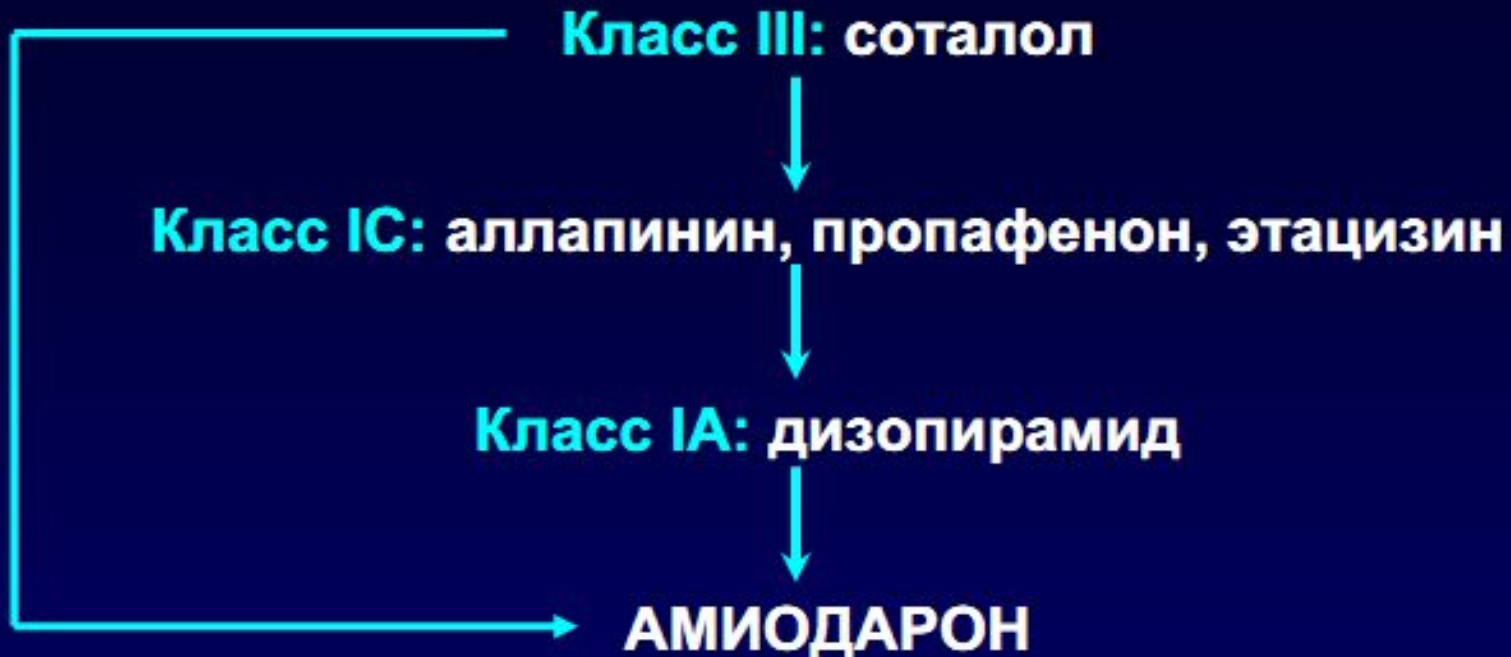 Класс III: соталол
Класс IC: аллапинин, пропафенон, этацизин
Класс IA: дизопирамид
АМИОДАРОН